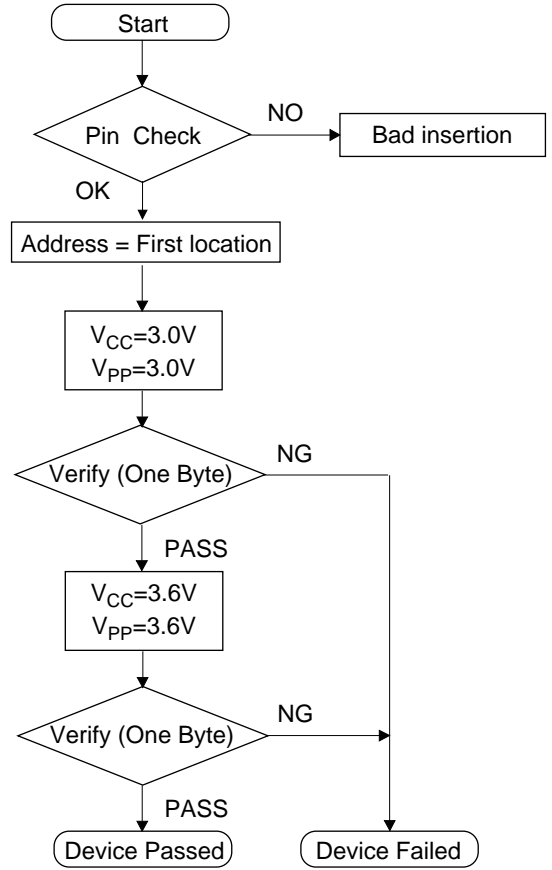 Start
Pin Check
NO
Bad insertion
OK
Address = First location
VCC=3.0V
VPP=3.0V
Verify (One Byte)
NG
PASS
VCC=3.6V
VPP=3.6V
Verify (One Byte)
NG
PASS
Device Passed
Device Failed